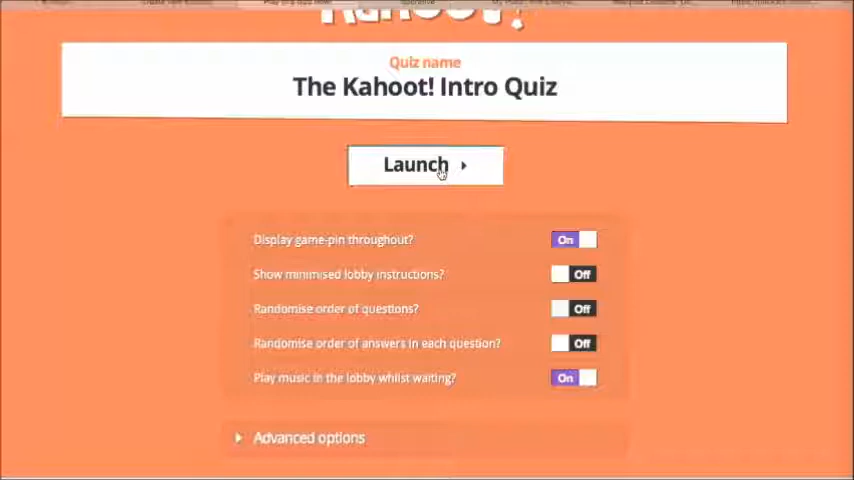 Kahoot!
Quiz name
The Kahoot! Intro Quiz
Launch
Display game-pin throughout? On
Show minimised lobby instructions? Off
Randomise order of questions? Off
Randomise order of answers in each question? Off
Play music in the lobby whilst waiting? On
Advanced options